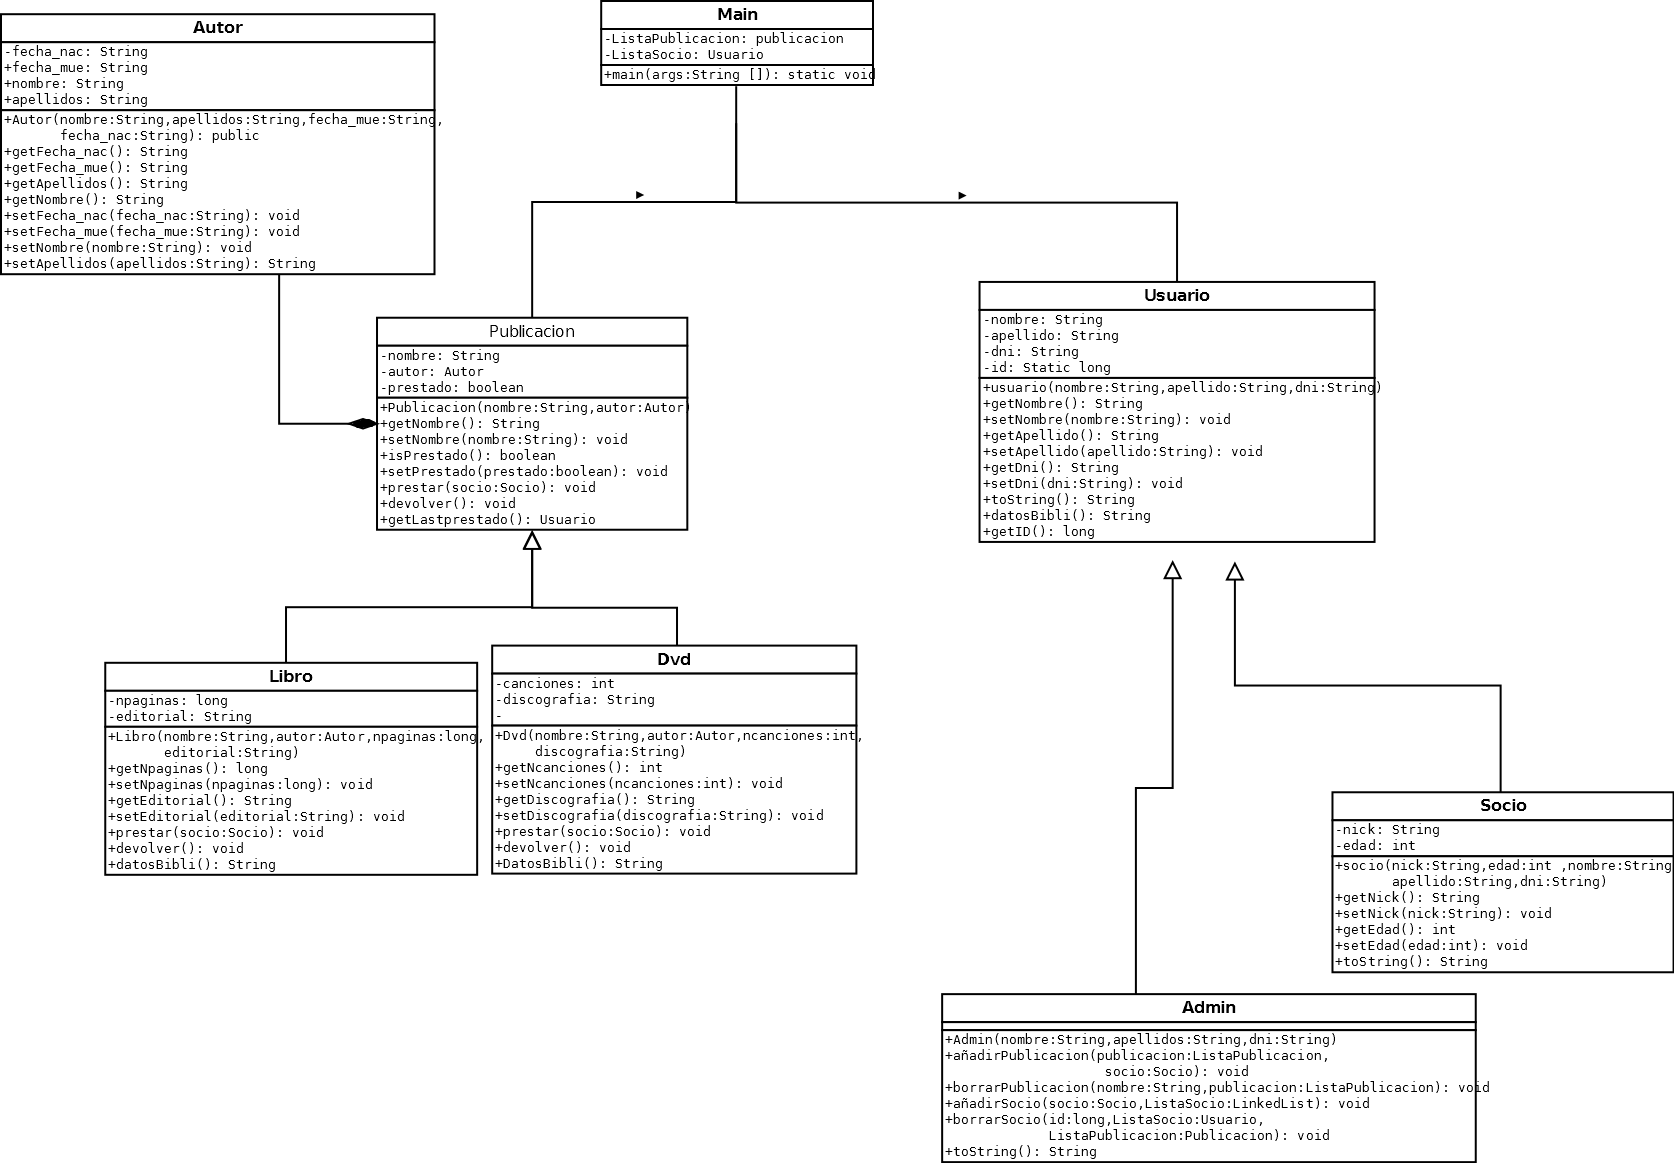 Autor
-fecha_nac: String
+fecha_mue: String
+nombre: String
+apellidos: String
+Autor(nombre:String,apellidos:String,fecha_mue:String,
fecha_nac:String): public
+getFecha_nac(): String
+getFecha_mue(): String
+getApellidos(): String
+getNombre(): String
+setFecha_nac(fecha_nac:String): void
+setFecha_mue(fecha_mue:String): void
+setNombre(nombre:String): void
+setApellidos(apellidos:String): String
Main
-ListaPublicacion: publicacion
-ListaSocio: Usuario
+main(args:String []): static void
Publicacion
-nombre: String
-autor: Autor
-prestado: boolean
+Publicacion(nombre:String,autor:Autor)
+getNombre(): String
+setNombre(nombre:String): void
+isPrestado(): boolean
+setPrestado(prestado:boolean): void
+prestar(socio:Socio): void
+devolver(): void
+getLastprestado(): Usuario
Usuario
-nombre: String
-apellido: String
-dni: String
-id: Static long
+usuario(nombre:String,apellido:String,dni:String)
+getNombre(): String
+setNombre(nombre:String): void
+getApellido(): String
+setApellido(apellido:String): void
+getDni(): String
+setDni(dni:String): void
+toString(): String
+datosBibli(): String
+getID(): long
Libro
-npaginas: long
-editorial: String
+Libro(nombre:String,autor:Autor,npaginas:long,
editorial:String)
+getNpaginas(): long
+setNpaginas(npaginas:long): void
+getEditorial(): String
+setEditorial(editorial:String): void
+prestar(socio:Socio): void
+devolver(): void
+datosBibli(): String
Dvd
-canciones: int
-discografia: String
-
+Dvd(nombre:String,autor:Autor,ncanciones:int,
discografia:String)
+getNcanciones(): int
+setNcanciones(ncanciones:int): void
+getDiscografia(): String
+setDiscografia(discografia:String): void
+prestar(socio:Socio): void
+devolver(): void
+DatosBibli(): String
Socio
-nick: String
-edad: int
+socio(nick:String,edad:int ,nombre:String
apellido:String,dni:String)
+getNick(): String
+setNick(nick:String): void
+getEdad(): int
+setEdad(edad:int): void
+toString(): String
Admin
+Admin(nombre:String,apellidos:String,dni:String)
+añadirPublicacion(publicacion:ListaPublicacion,
socio:Socio): void
+borrarPublicacion(nombre:String,publicacion:ListaPublicacion): void
+añadirSocio(socio:Socio,ListaSocio:LinkedList): void
+borrarSocio(id:long,ListaSocio:Usuario,
ListaPublicacion:Publicacion): void
+toString(): String